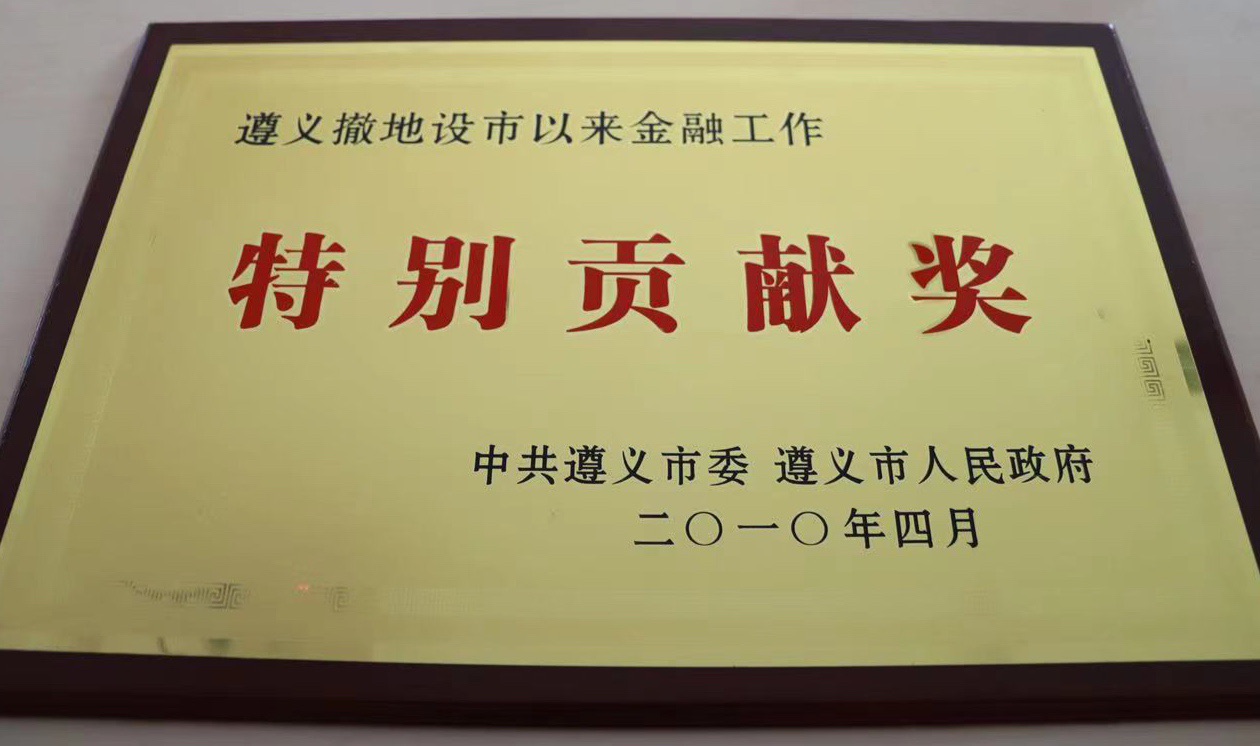 遵义撤地设市以来金融工作
特别贡献奖
中共遵义市委 遵义市人民政府
二〇一〇年四月